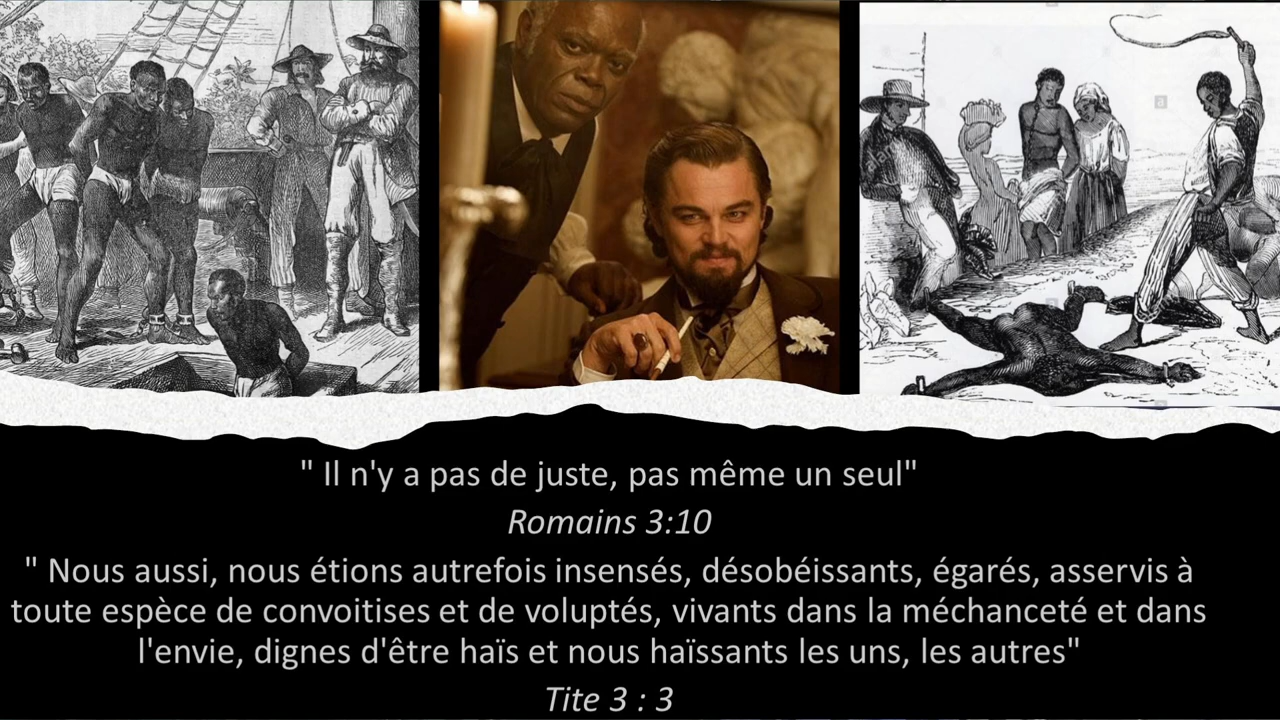 " Il n'y a pas de juste, pas même un seul"
Romains 3:10
" Nous aussi, nous étions autrefois insensés, désobéissants, égarés, asservis à
toute espèce de convoitises et de voluptés, vivants dans la méchanceté et dans
l'envie, dignes d'être haïs et nous haïssants les uns, les autres"
Tite 3 : 3